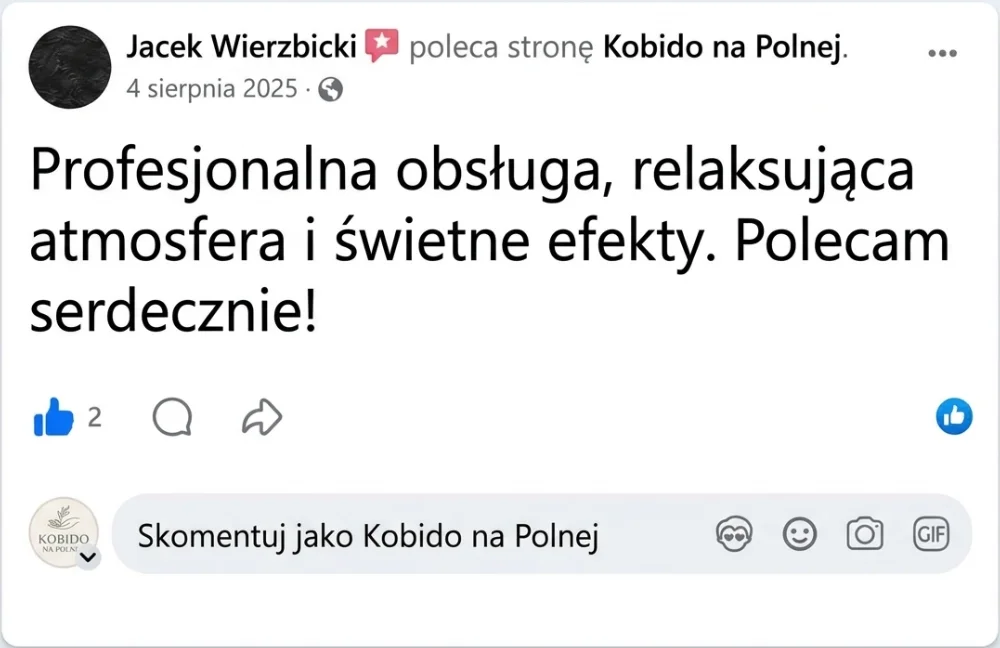 Jacek Wierzbicki poleca stronę Kobido na Polnej.
4 sierpnia 2025 ·
Profesjonalna obsługa, relaksująca
atmosfera i świetne efekty. Polecam
serdecznie!
2
KOBIDO
NA POLNEJ
Skomentuj jako Kobido na Polnej
GIF